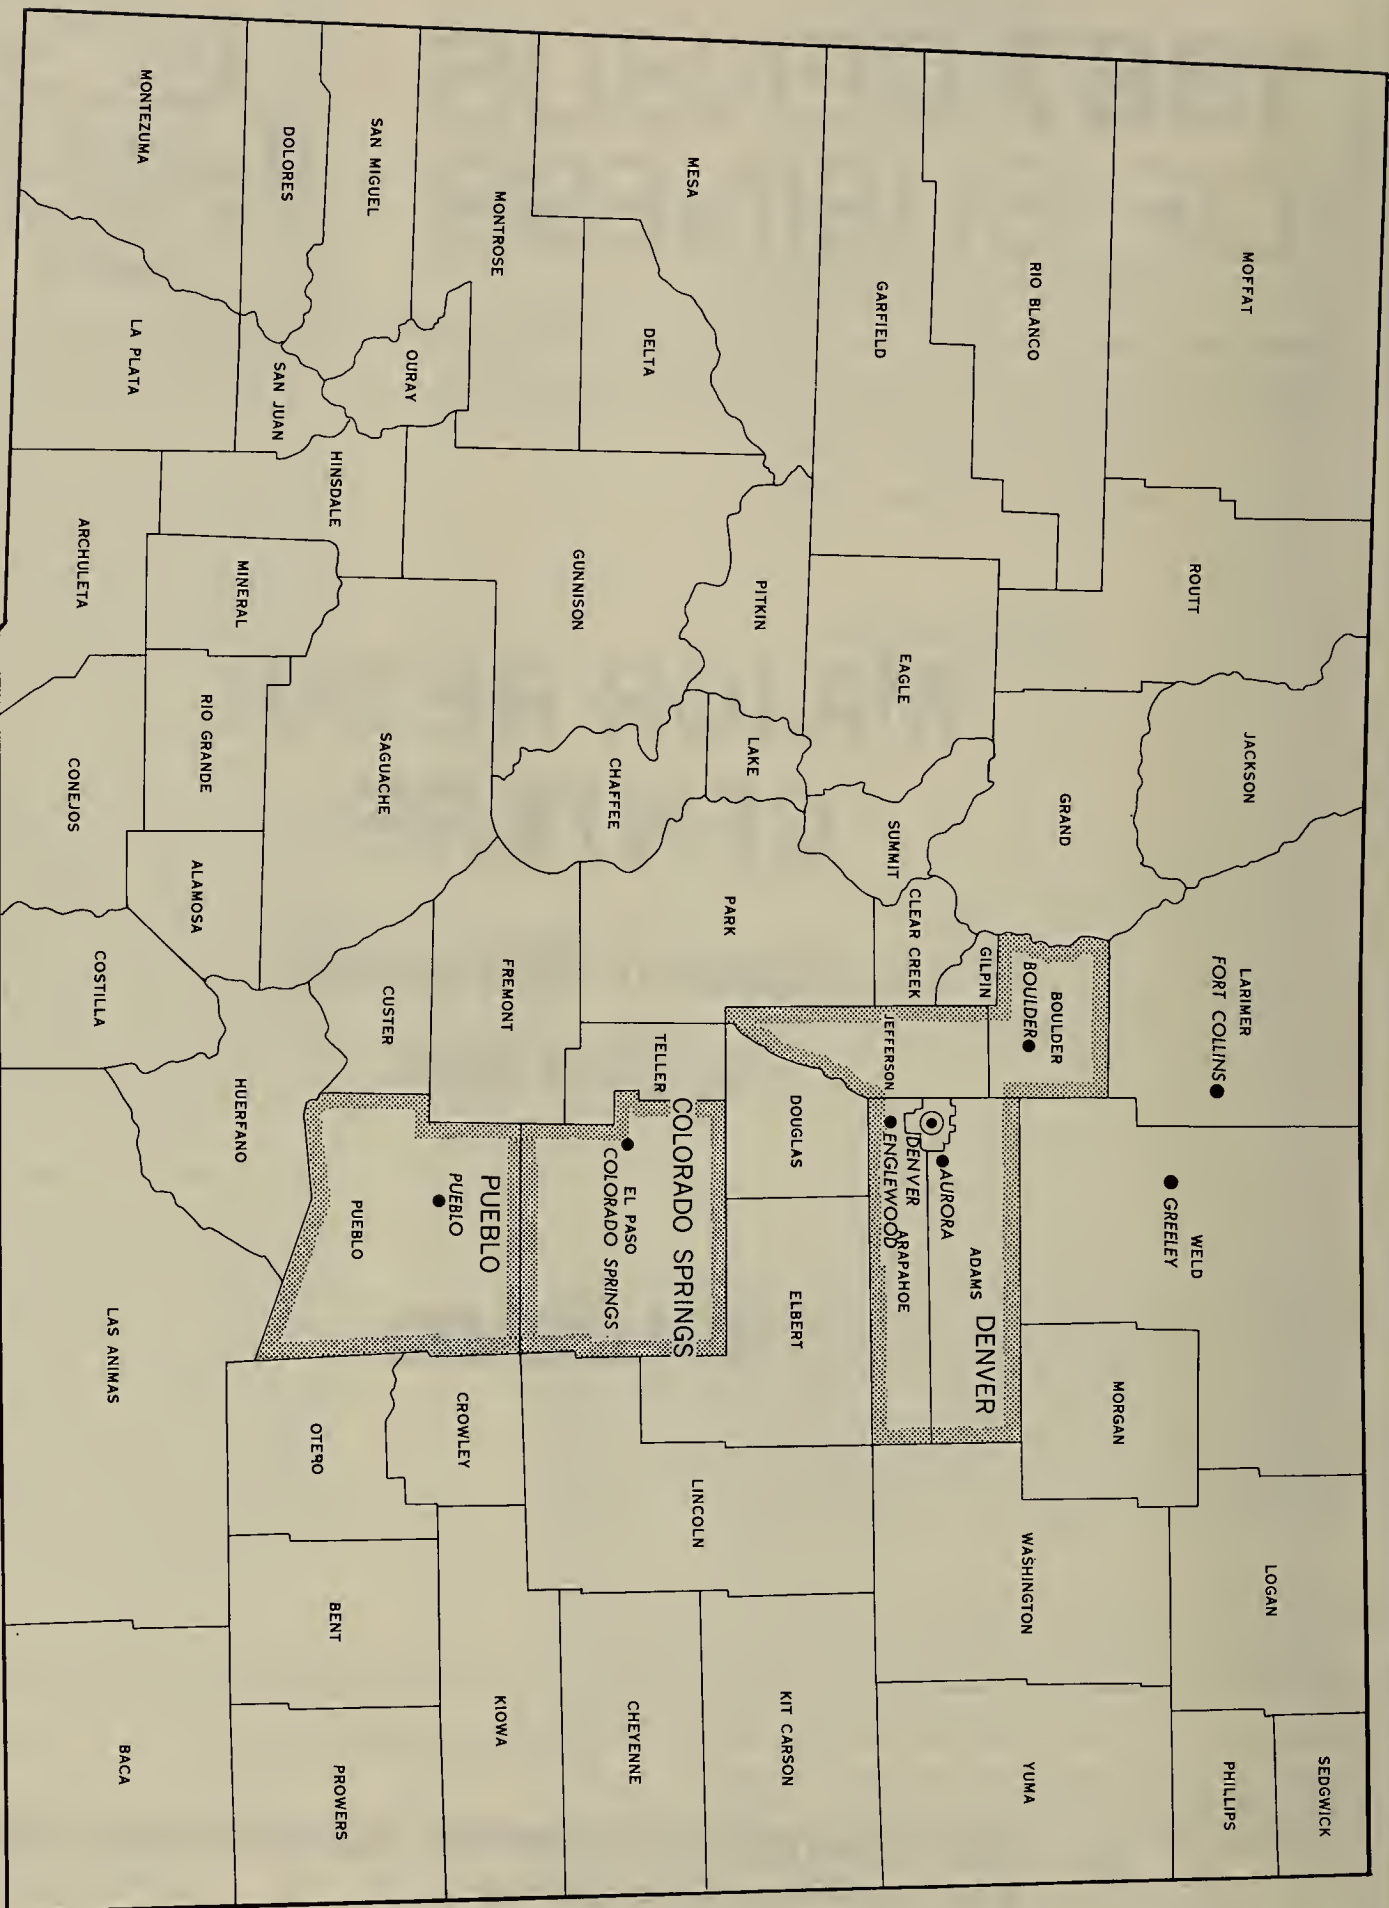 MOFFAT
ROUTT
JACKSON
LARIMER
FORT COLLINS
WELD
GREELEY
LOGAN
SEDGWICK
PHILLIPS
RIO BLANCO
GRAND
BOULDER
BOULDER
MORGAN
WASHINGTON
YUMA
GARFIELD
EAGLE
SUMMIT
CLEAR CREEK
GILPIN
JEFFERSON
ADAMS
DENVER
AURORA
DENVER
ENGLEWOOD
ARAPAHOE
MESA
PITKIN
LAKE
PARK
DOUGLAS
ELBERT
KIT CARSON
DELTA
GUNNISON
CHAFFEE
TELLER
COLORADO SPRINGS
EL PASO
COLORADO SPRINGS
LINCOLN
CHEYENNE
MONTROSE
FREMONT
PUEBLO
PUEBLO
PUEBLO
CROWLEY
KIOWA
SAN MIGUEL
OURAY
HINSDALE
SAGUACHE
CUSTER
OTERO
BENT
PROWERS
DOLORES
SAN JUAN
MINERAL
RIO GRANDE
ALAMOSA
HUERFANO
MONTEZUMA
LA PLATA
ARCHULETA
CONEJOS
COSTILLA
LAS ANIMAS
BACA